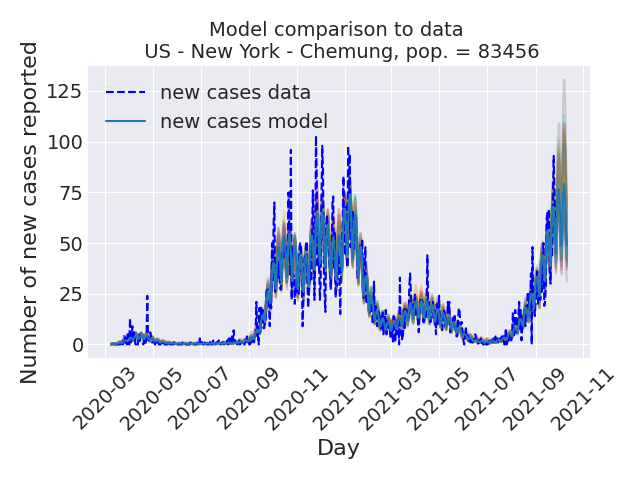 Model comparison to data
US - New York - Chemung, pop. = 83456
Number of new cases reported
125
100
75
50
25
0
new cases data
new cases model
2020-03
2020-05
2020-07
2020-09
2020-11
2021-01
2021-03
2021-05
2021-07
2021-09
2021-11
Day